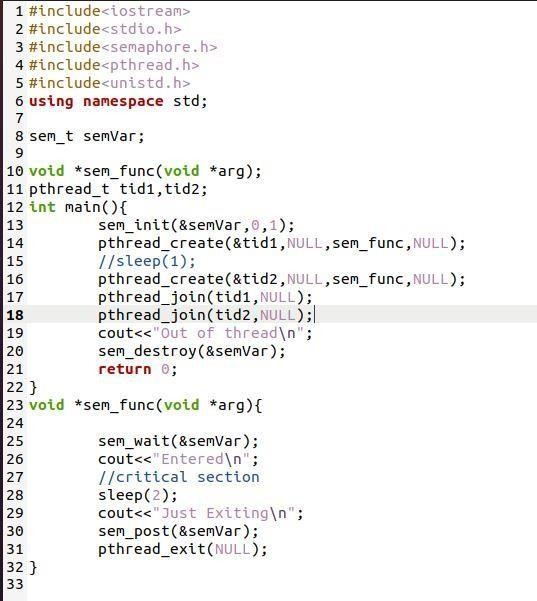 1 #include<iostream>
2 #include<stdio.h>
3 #include<semaphore.h>
4 #include<pthread.h>
5 #include<unistd.h>
6 using namespace std;
7
8 sem_t semVar;
9
10 void *sem_func(void *arg);
11 pthread_t tid1,tid2;
12 int main(){
13         sem_init(&semVar,0,1);
14         pthread_create(&tid1,NULL,sem_func,NULL);
15         //sleep(1);
16         pthread_create(&tid2,NULL,sem_func,NULL);
17         pthread_join(tid1,NULL);
18         pthread_join(tid2,NULL);
19         cout<<"Out of thread\n";
20         sem_destroy(&semVar);
21         return 0;
22 }
23 void *sem_func(void *arg){
24
25         sem_wait(&semVar);
26         cout<<"Entered\n";
27         //critical section
28         sleep(2);
29         cout<<"Just Exiting\n";
30         sem_post(&semVar);
31         pthread_exit(NULL);
32 }
33